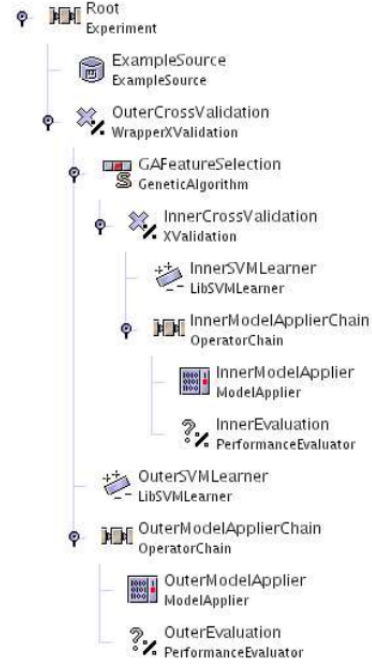 Root
Experiment
ExampleSource
ExampleSource
OuterCrossValidation
WrapperXValidation
GAFeatureSelection
GeneticAlgorithm
InnerCrossValidation
XValidation
InnerSVMLearner
LibSVMLearner
InnerModelApplierChain
OperatorChain
InnerModelApplier
ModelApplier
InnerEvaluation
PerformanceEvaluator
OuterSVMLearner
LibSVMLearner
OuterModelApplierChain
OperatorChain
OuterModelApplier
ModelApplier
OuterEvaluation
PerformanceEvaluator